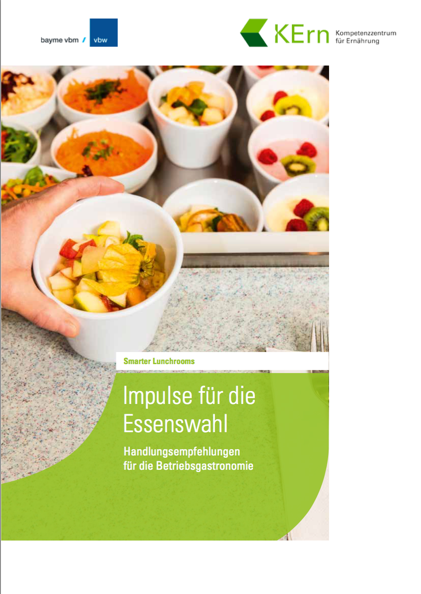 bayme vbm / vbw
KErn Kompetenzzentrum
für Ernährung
Smarter Lunchrooms
Impulse für die
Essenswahl
Handlungsempfehlungen
für die Betriebsgastronomie